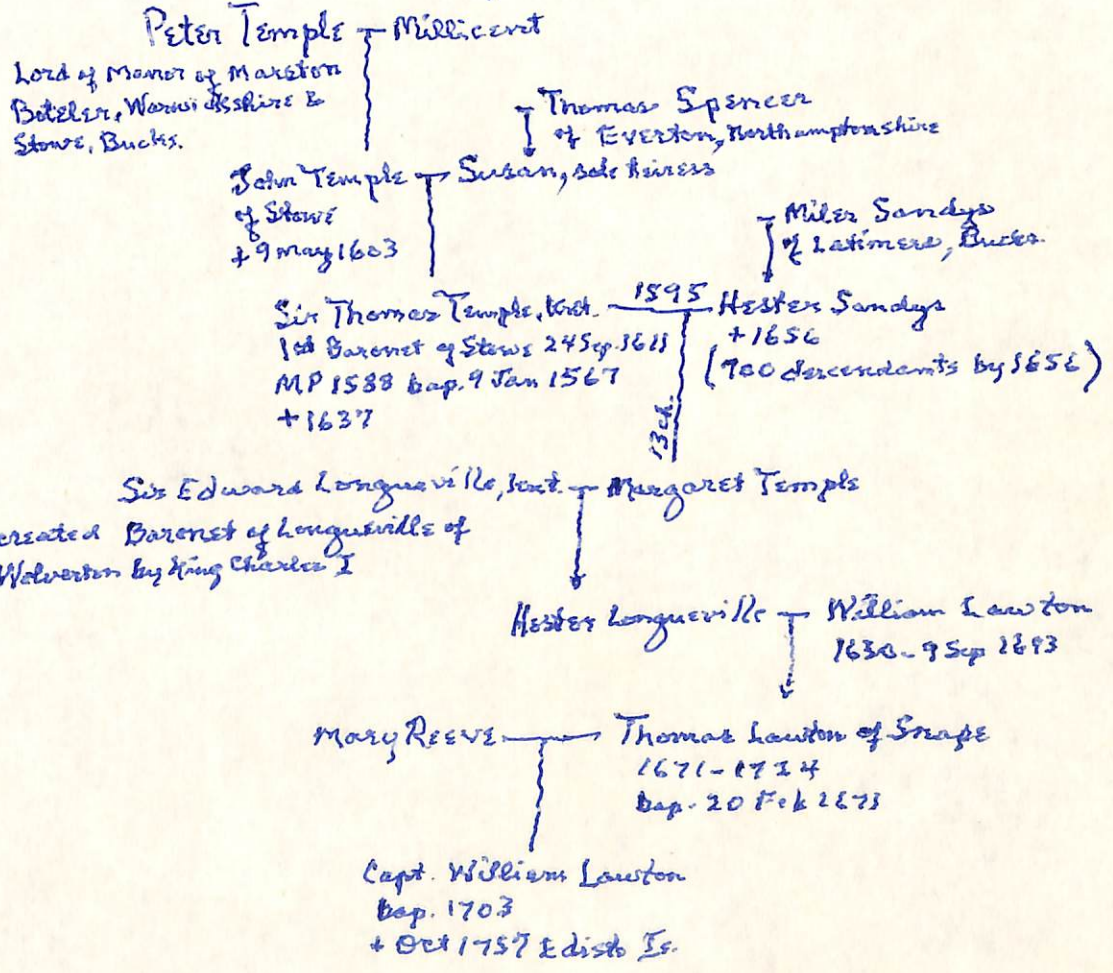 Peter Temple Millicent
Lord of Manor of Marston
Boteler, Warwickshire &
Stowe, Bucks.
Thomas Spencer
of Everton, Northamptonshire
John Temple Susan, sole heiress
of Stowe
+ 9 May 1603
Miles Sandys
of Latimers, Bucks.
Sir Thomas Temple, knt. 1595 Hester Sandys
1st Baronet of Stowe 24 Sep. 1611
MP 1588 bap. 9 Jan 1567
+ 1637
+ 1656
(700 descendants by 1656)
13 ch.
Sir Edward Longueville, knt. Margaret Temple
created Baronet of Longueville of
Wolverton by King Charles I
Hester Longueville William Lawton
1630 - 9 Sep 1693
Mary Reeve Thomas Lawton of Snape
1671-1724
bap. 20 Feb
Capt. William Lawton
bap. 1703
+ Oct 1757 Edisto Is.